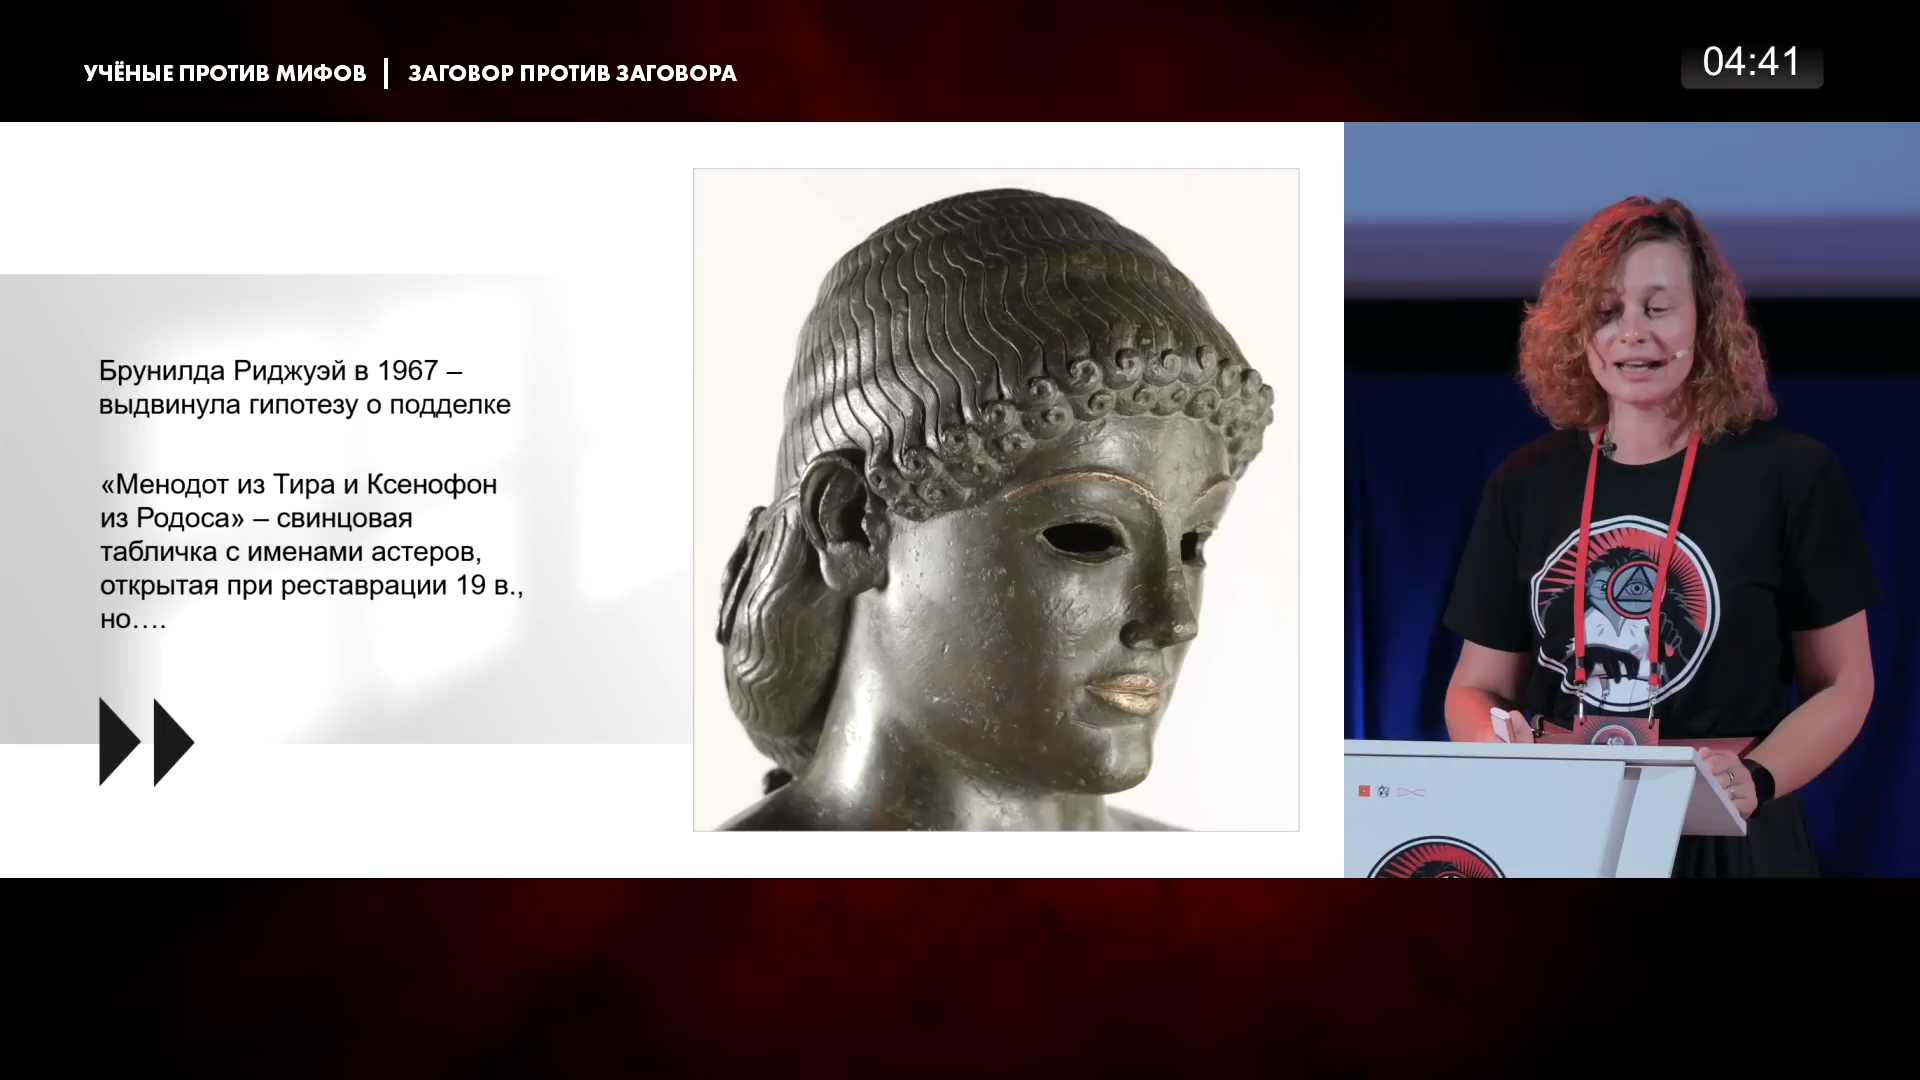 УЧЁНЫЕ ПРОТИВ МИФОВ | ЗАГОВОР ПРОТИВ ЗАГОВОРА
04:41
Брунилда Риджуэй в 1967 –
выдвинула гипотезу о подделке
«Менодот из Тира и Ксенофон
из Родоса» – свинцовая
табличка с именами астеров,
открытая при реставрации 19 в.,
но….